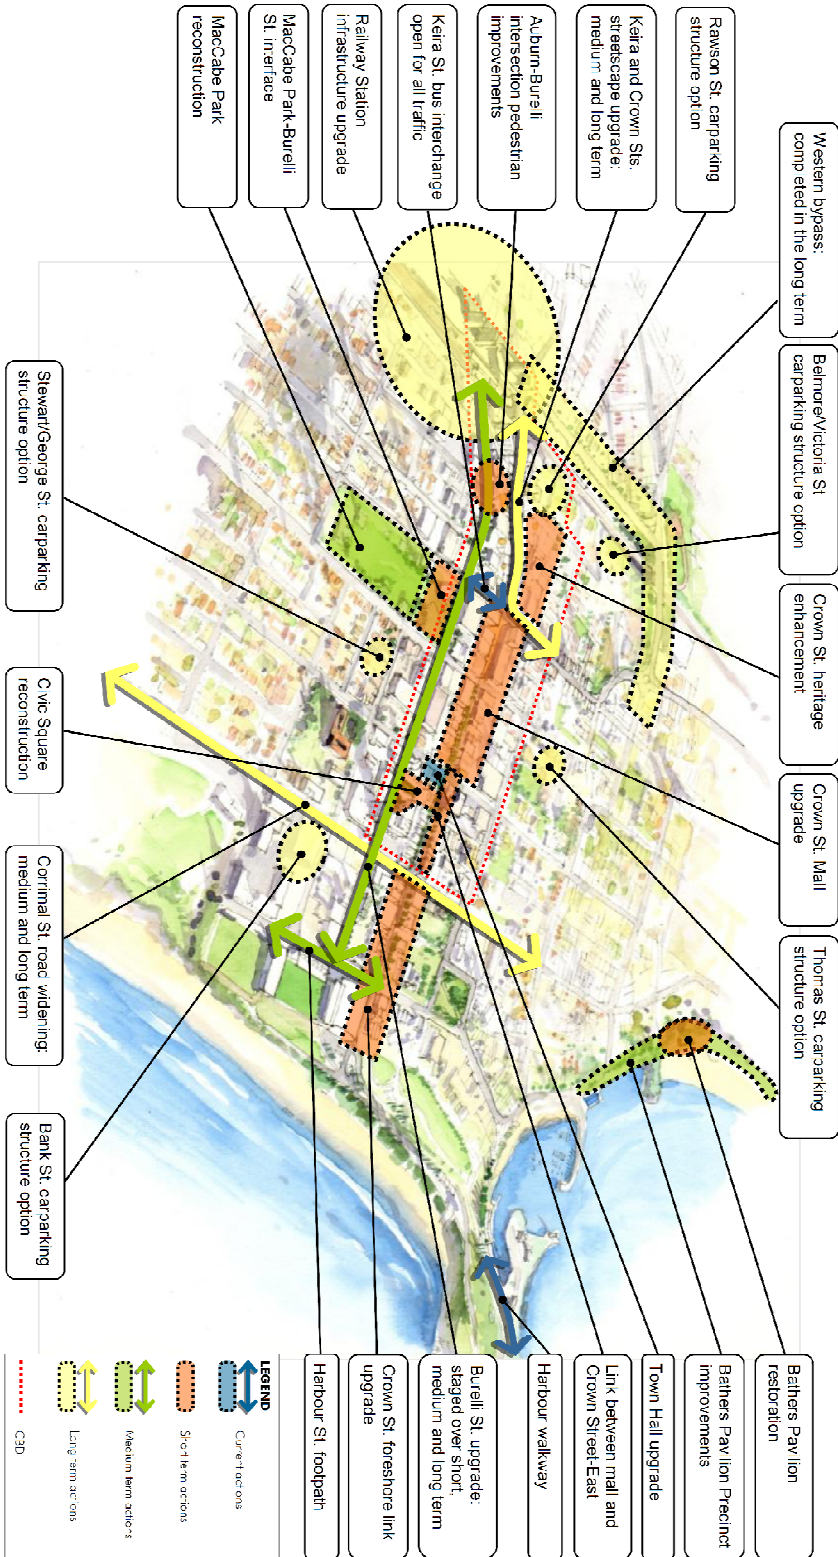 Rawson St. carparking
structure option
Keira and Crown Sts.
streetscape upgrade:
medium and long term
Auburn-Burelli
intersection pedestrian
improvements
Keira St. bus interchange
open for all traffic
Railway Station
infrastructure upgrade
MacCabe Park-Burelli
St. interface
MacCabe Park
reconstruction
Western bypass:
completed in the long term
Belmore/Victoria St
carparking structure option
Crown St. heritage
enhancement
Crown St. Mall
upgrade
Thomas St. carparking
structure option
Stewart/George St. carparking
structure option
Civic Square
reconstruction
Corrimal St. road widening:
medium and long term
Bank St. carparking
structure option
Bathers Pavilion
restoration
Bathers Pavilion Precinct
improvements
Town Hall upgrade
Link between mall and
Crown Street-East
Harbour walkway
Burelli St. upgrade:
staged over short,
medium and long term
Crown St. foreshore link
upgrade
Harbour St. footpath
LEGEND
Current actions
Short term actions
Medium term actions
Long term actions
CBD